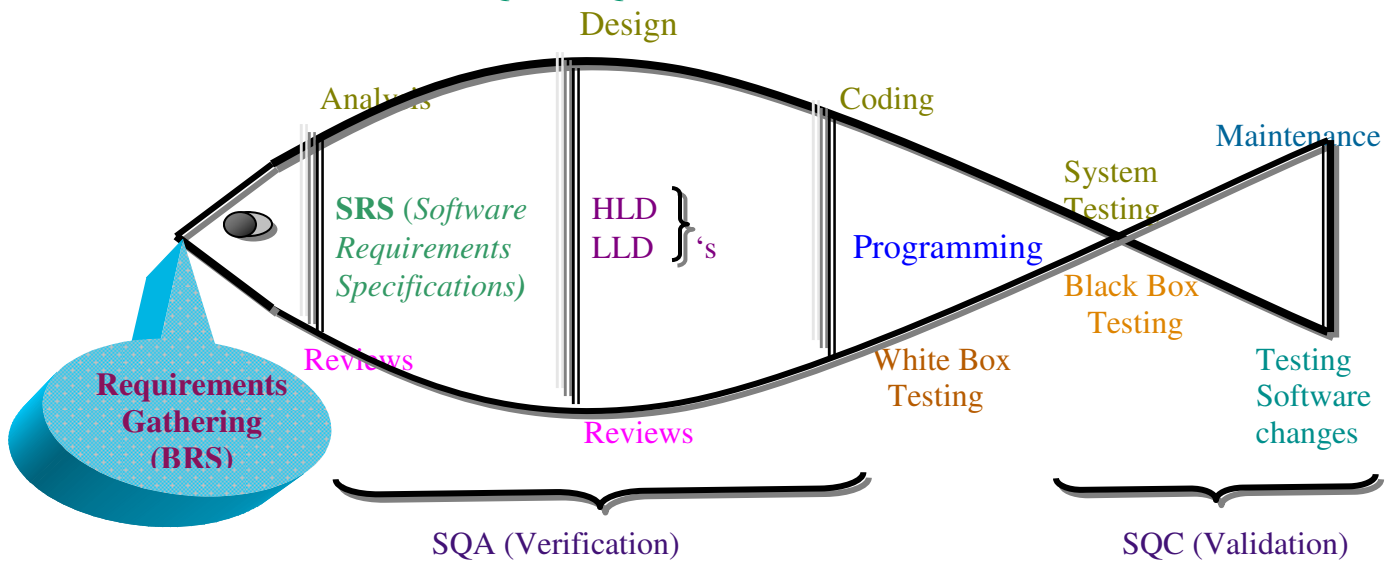 Design
Analysis
Coding
Maintenance
System
Testing
SRS (Software
Requirements
Specifications)
HLD
LLD
‘s
Programming
Black Box
Testing
Reviews
White Box
Testing
Testing
Software
changes
Requirements
Gathering
(BRS)
Reviews
SQA (Verification)
SQC (Validation)